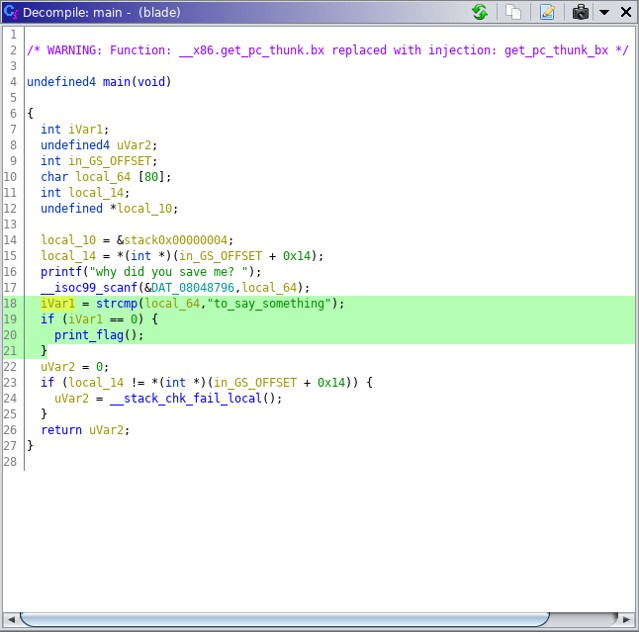 Decompile: main - (blade)
1
2 /* WARNING: Function: __x86.get_pc_thunk.bx replaced with injection: get_pc_thunk_bx */
3
4 undefined4 main(void)
5
6 {
7   int iVar1;
8   undefined4 uVar2;
9   int in_GS_OFFSET;
10   char local_64 [80];
11   int local_14;
12   undefined *local_10;
13
14   local_10 = &stack0x00000004;
15   local_14 = *(int *)(in_GS_OFFSET + 0x14);
16   printf("why did you save me? ");
17   __isoc99_scanf(&DAT_08048796,local_64);
18   iVar1 = strcmp(local_64,"to_say_something");
19   if (iVar1 == 0) {
20     print_flag();
21   }
22   uVar2 = 0;
23   if (local_14 != *(int *)(in_GS_OFFSET + 0x14)) {
24     uVar2 = __stack_chk_fail_local();
25   }
26   return uVar2;
27 }
28